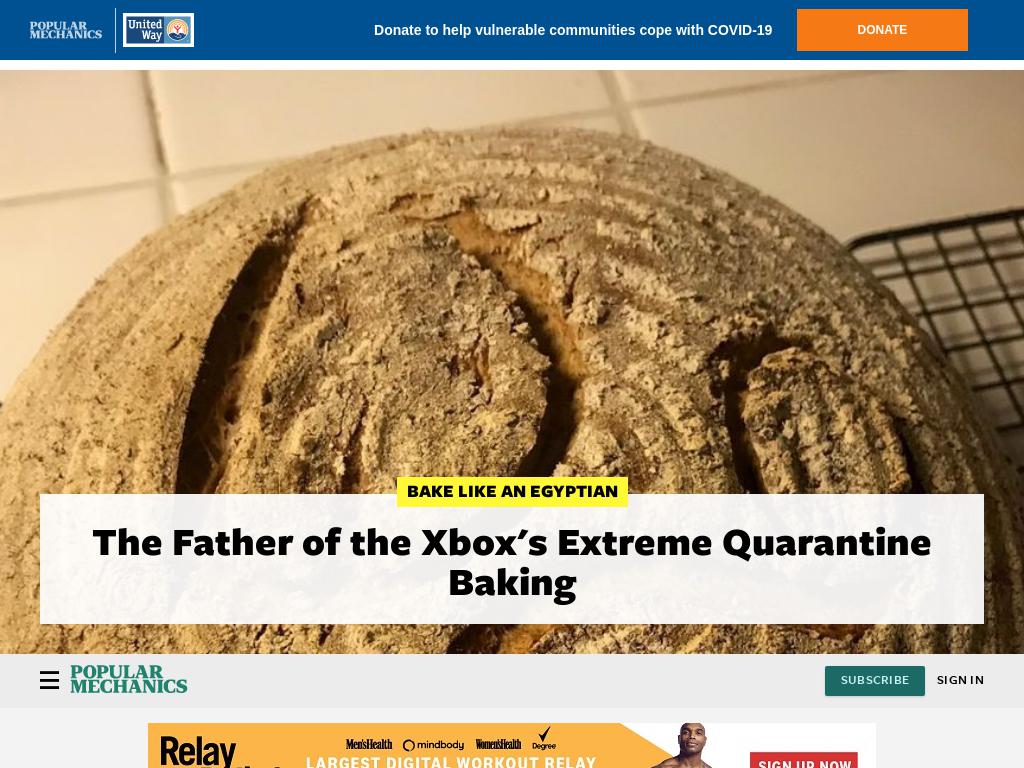 POPULAR
MECHANICS
United
Way
Donate to help vulnerable communities cope with COVID-19
DONATE
BAKE LIKE AN EGYPTIAN
The Father of the Xbox's Extreme Quarantine
Baking
POPULAR
MECHANICS
SUBSCRIBE
SIGN IN
Men'sHealth
mindbody
Women'sHealth
Degree
Relay
LARGEST DIGITAL WORKOUT RELAY
SIGN UP NOW